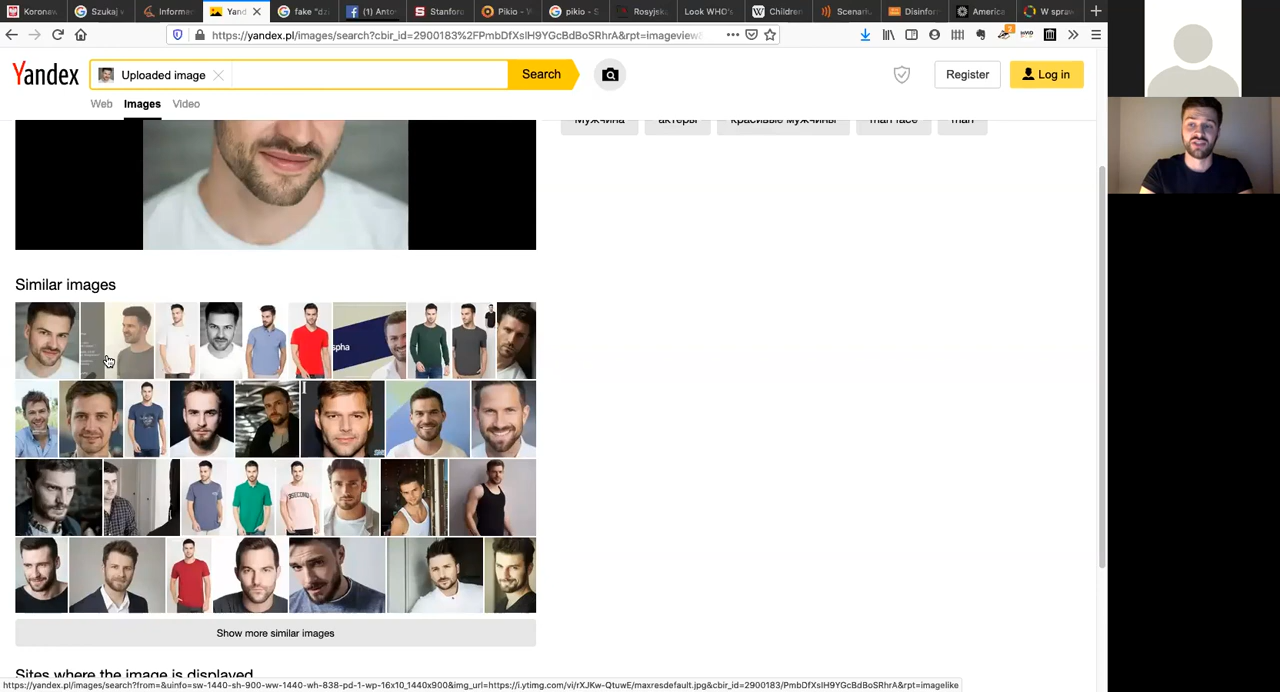 Koronaw
Szukaj v
Informer
Yand
fake "dz
(1) Anto
Stanford
Pikio – W
pikio - S
Rosyjska
Look WHO's
Children
Scenariu
Disinfor
America
W spraw
https://yandex.pl/images/search?cbir_id=2900183%2FPmbDfXslH9YGcBdBoSRhrA&rpt=imageview&
Yandex
Uploaded image
Search
Register
Log in
Web
Images
Video
Мужчина
актеры
красивые мужчины
man face
man
Similar images
spha
Show more similar images
Sites where the image is displayed
https://yandex.pl/images/search?from=&uinfo=sw-1440-sh-900-ww-1440-wh-838-pd-1-wp-16x10_1440x900&img_url=https://i.ytimg.com/vi/rXJKw-QtuwE/maxresdefault.jpg&cbir_id=2900183/PmbDfXslH9YGcBdBoSRhrA&rpt=imagelike